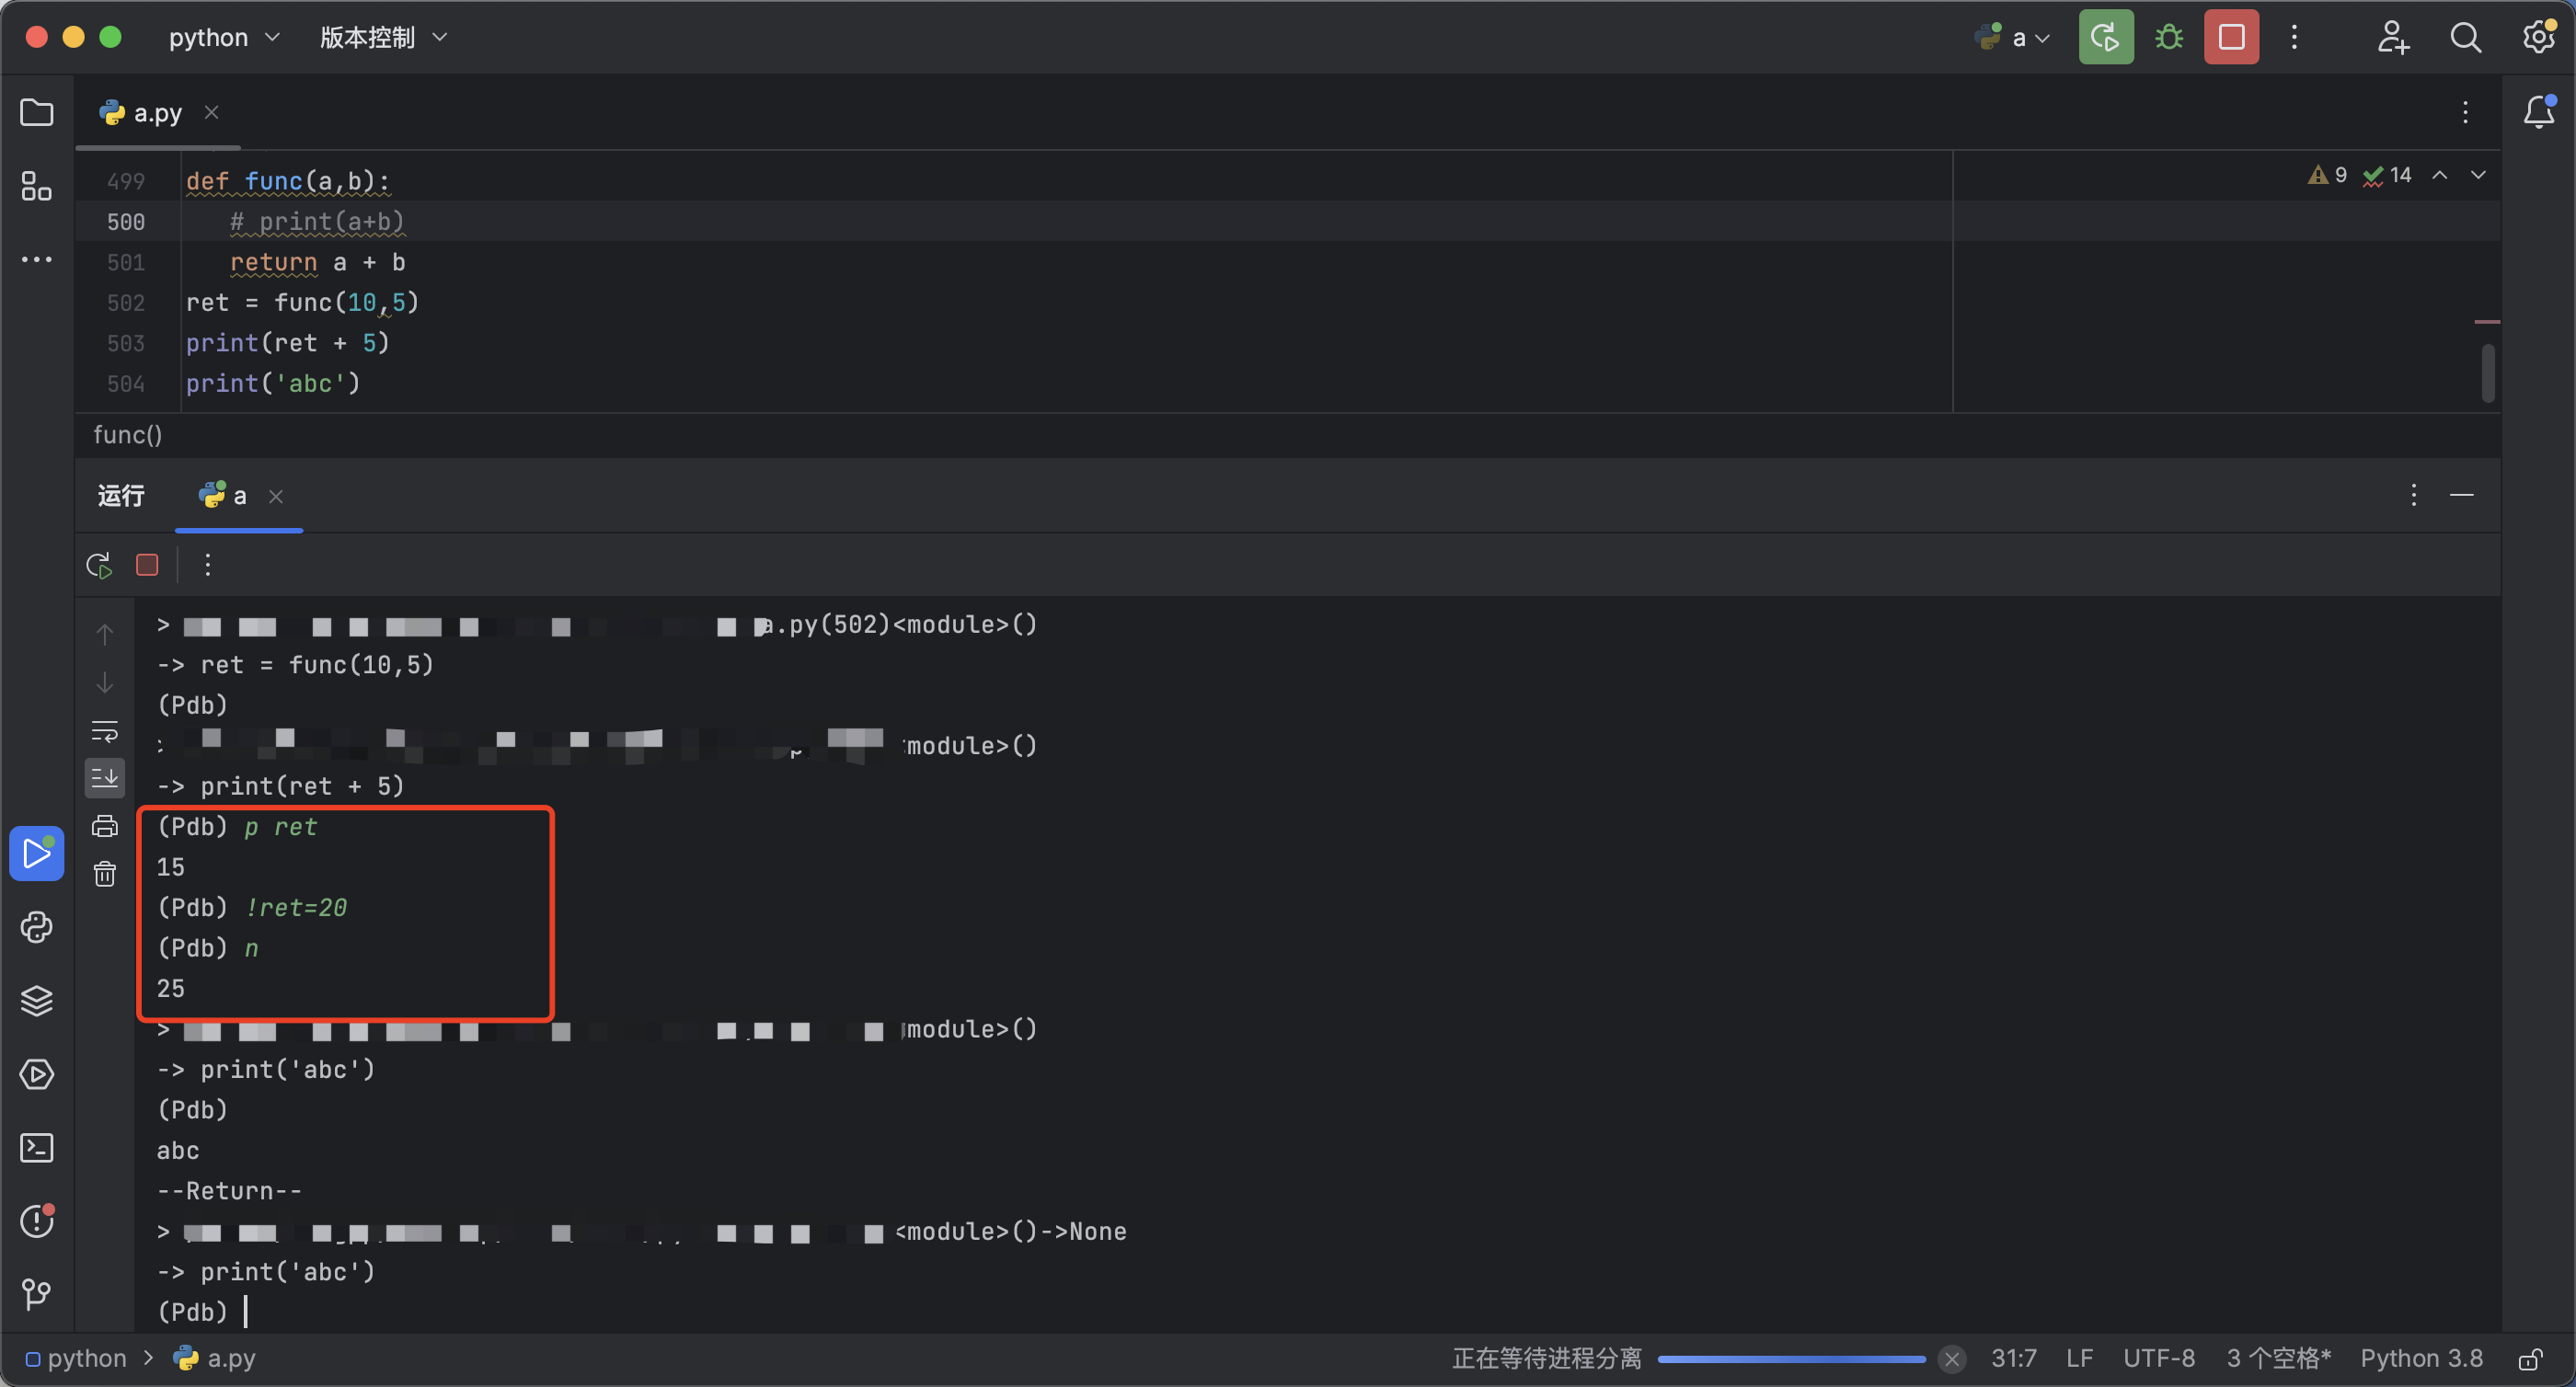 python 版本控制 a
a.py
9 14
499 def func(a,b):
500 # print(a+b)
501 return a + b
502 ret = func(10,5)
503 print(ret + 5)
504 print('abc')
func()
运行 a
> a.py(502)<module>()
-> ret = func(10,5)
(Pdb)
module>()
-> print(ret + 5)
(Pdb) p ret
15
(Pdb) !ret=20
(Pdb) n
25
> module>()
-> print('abc')
(Pdb)
abc
--Return--
> <module>()->None
-> print('abc')
(Pdb)
python > a.py 正在等待进程分离 31:7 LF UTF-8 3 个空格* Python 3.8